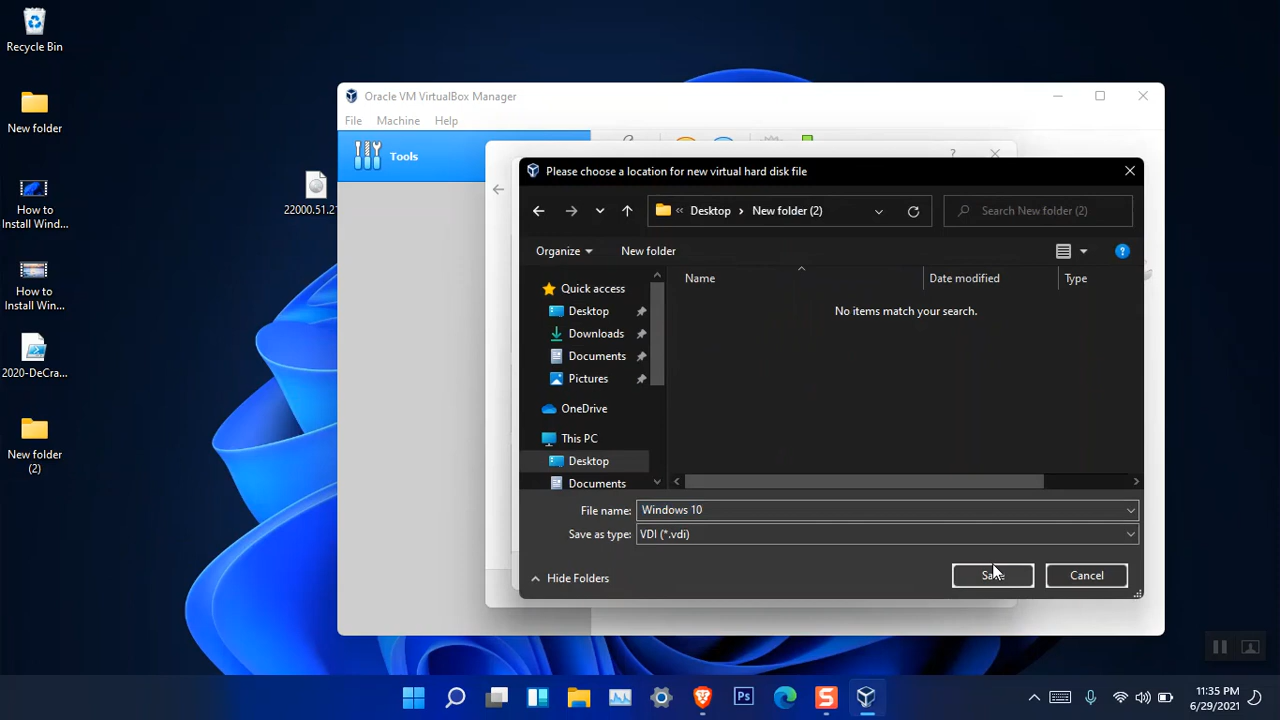 Recycle Bin
New folder
How to
Install Wind...
How to
Install Win...
2020-DeCra...
New folder
(2)
22000.51.2
Oracle VM VirtualBox Manager
File Machine Help
Tools
?
Please choose a location for new virtual hard disk file
« Desktop › New folder (2)
Search New folder (2)
Organize New folder
?
Quick access
Desktop
Downloads
Documents
Pictures
OneDrive
This PC
Desktop
Documents
Name Date modified Type
No items match your search.
File name: Windows 10
Save as type: VDI (*.vdi)
Hide Folders
Cancel
Ps
S
11:35 PM
6/29/2021